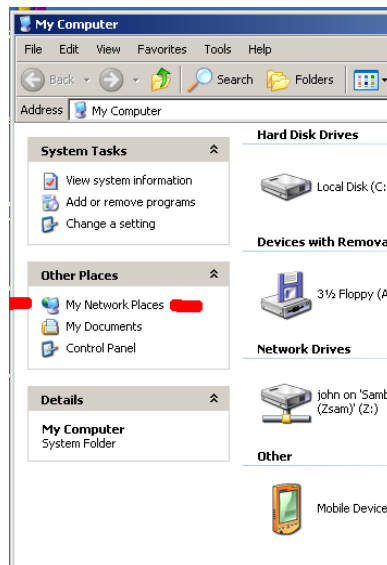 My Computer
File Edit View Favorites Tools Help
Back Search Folders
Address My Computer
System Tasks
View system information
Add or remove programs
Change a setting
Other Places
My Network Places
My Documents
Control Panel
Details
My Computer
System Folder
Hard Disk Drives
Local Disk (C:
Devices with Remova
3½ Floppy (A
Network Drives
john on 'Samb
(Zsam)' (Z:)
Other
Mobile Device